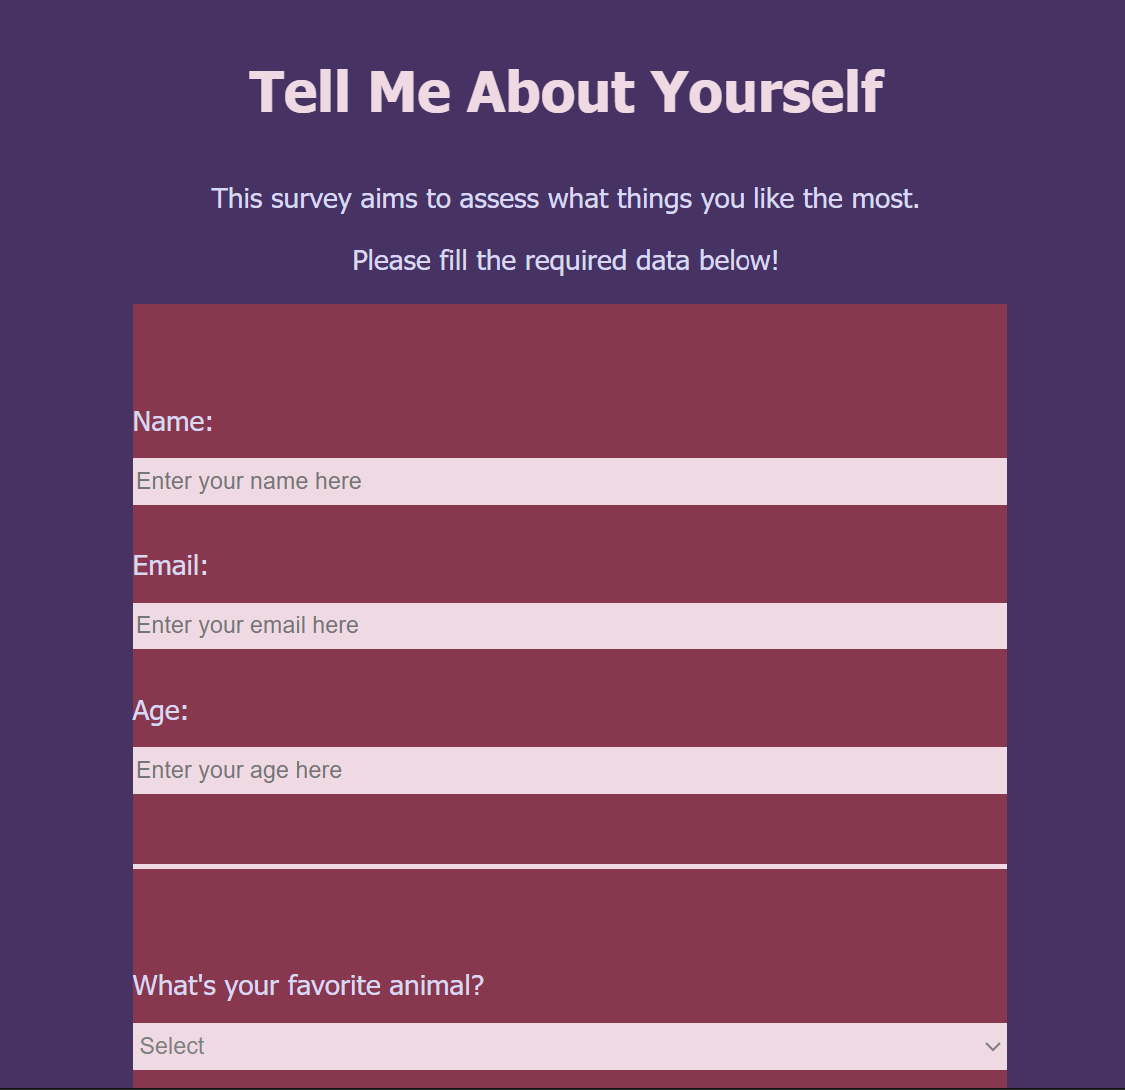 Tell Me About Yourself
This survey aims to assess what things you like the most.
Please fill the required data below!
Name:
Enter your name here
Email:
Enter your email here
Age:
Enter your age here
What's your favorite animal?
Select